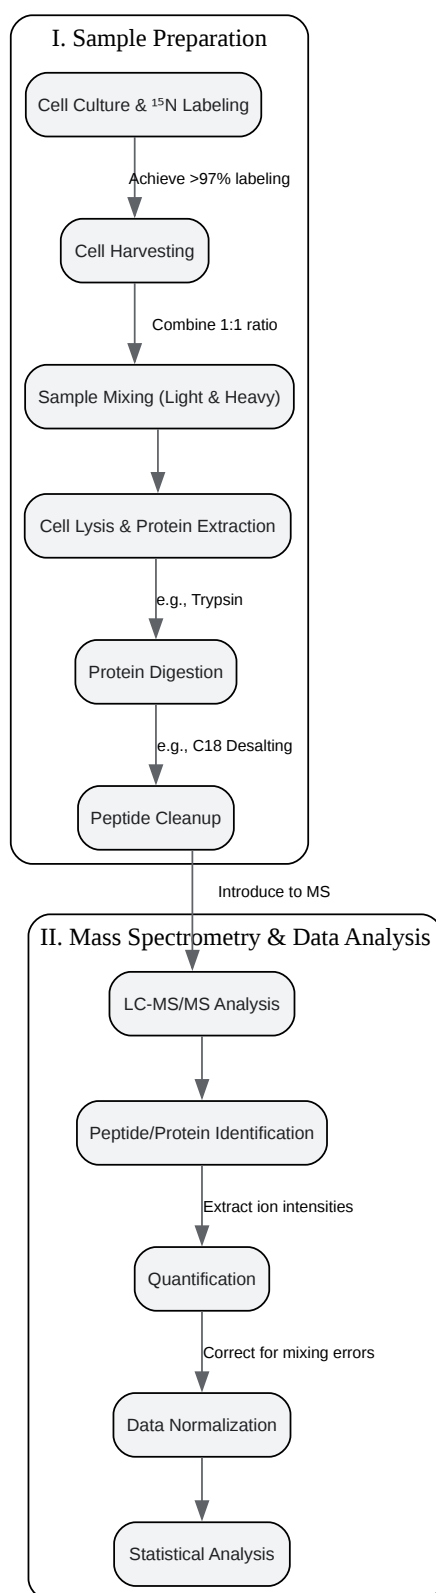 I. Sample Preparation
Cell Culture & ¹⁵N Labeling
Achieve >97% labeling
Cell Harvesting
Combine 1:1 ratio
Sample Mixing (Light & Heavy)
Cell Lysis & Protein Extraction
e.g., Trypsin
Protein Digestion
e.g., C18 Desalting
Peptide Cleanup
Introduce to MS
II. Mass Spectrometry & Data Analysis
LC-MS/MS Analysis
Peptide/Protein Identification
Extract ion intensities
Quantification
Correct for mixing errors
Data Normalization
Statistical Analysis